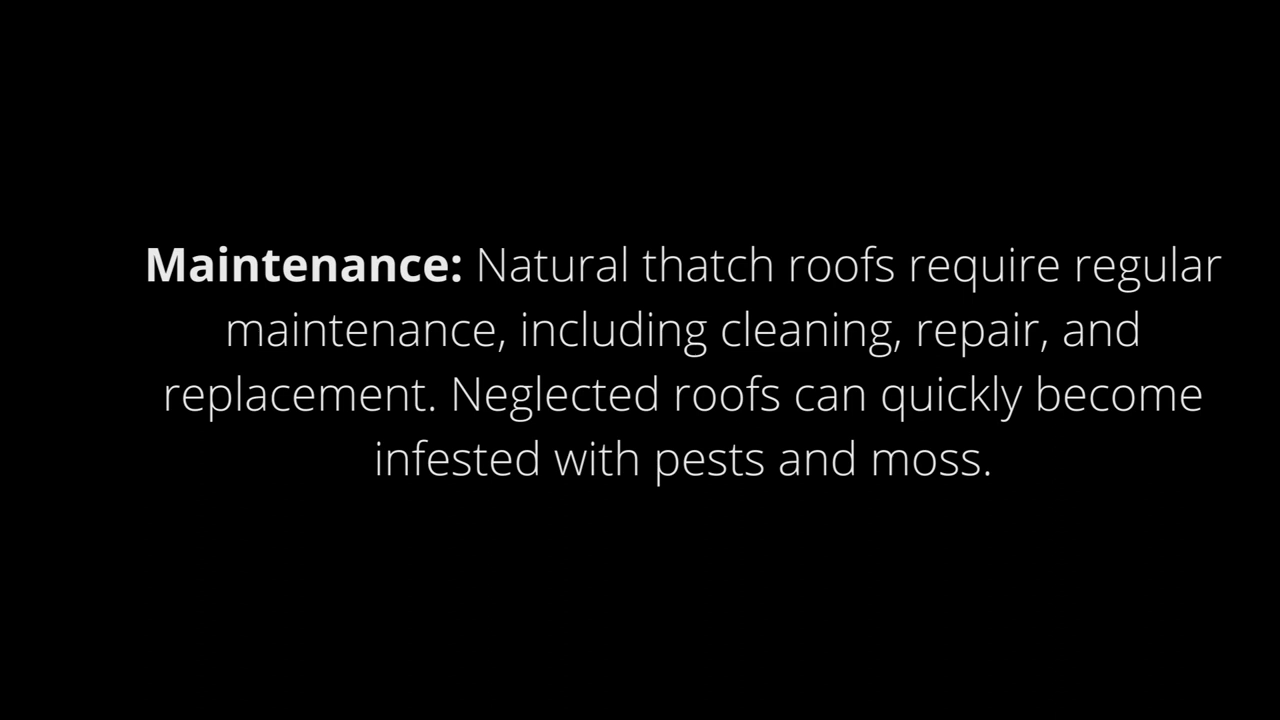 Maintenance: Natural thatch roofs require regular
maintenance, including cleaning, repair, and
replacement. Neglected roofs can quickly become
infested with pests and moss.